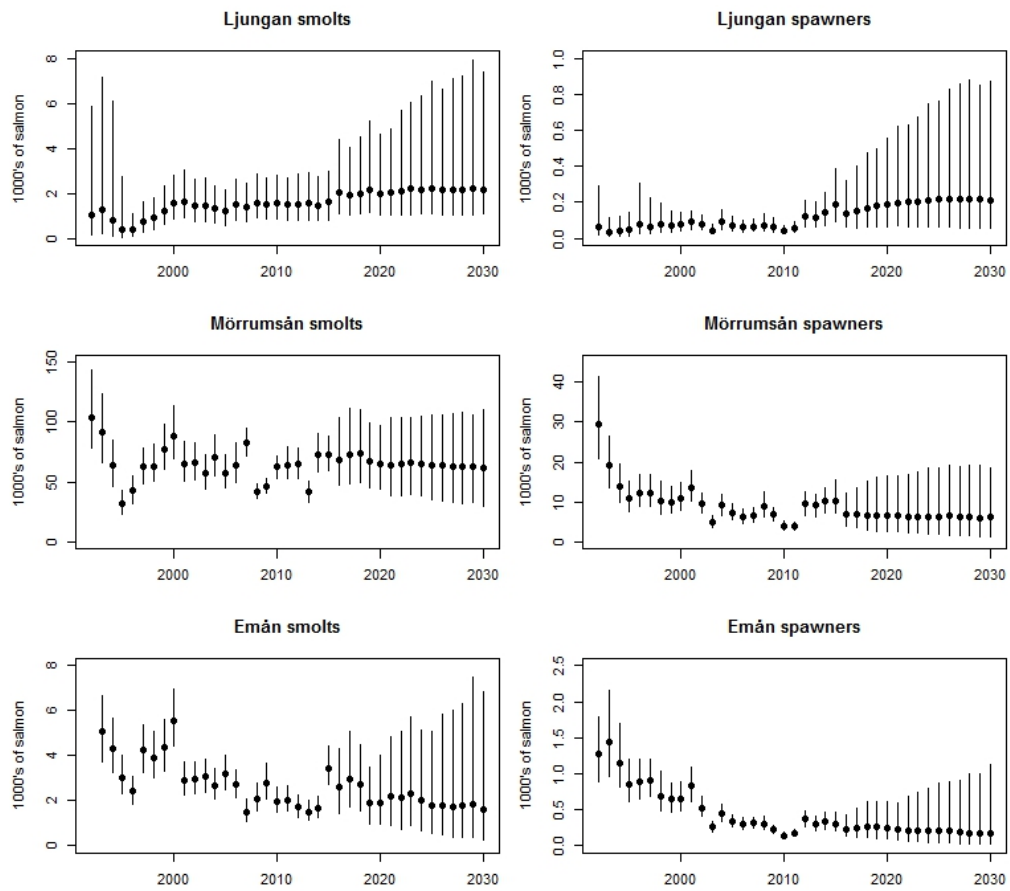 Ljungan smolts
1000's of salmon
0 2 4 6 8
2000 2010 2020 2030
Ljungan spawners
1000's of salmon
0.0 0.2 0.4 0.6 0.8 1.0
2000 2010 2020 2030
Mörrumsån smolts
1000's of salmon
0 50 100 150
2000 2010 2020 2030
Mörrumsån spawners
1000's of salmon
0 10 20 30 40
2000 2010 2020 2030
Emån smolts
1000's of salmon
0 2 4 6 8
2000 2010 2020 2030
Emån spawners
1000's of salmon
0.0 0.5 1.0 1.5 2.0 2.5
2000 2010 2020 2030